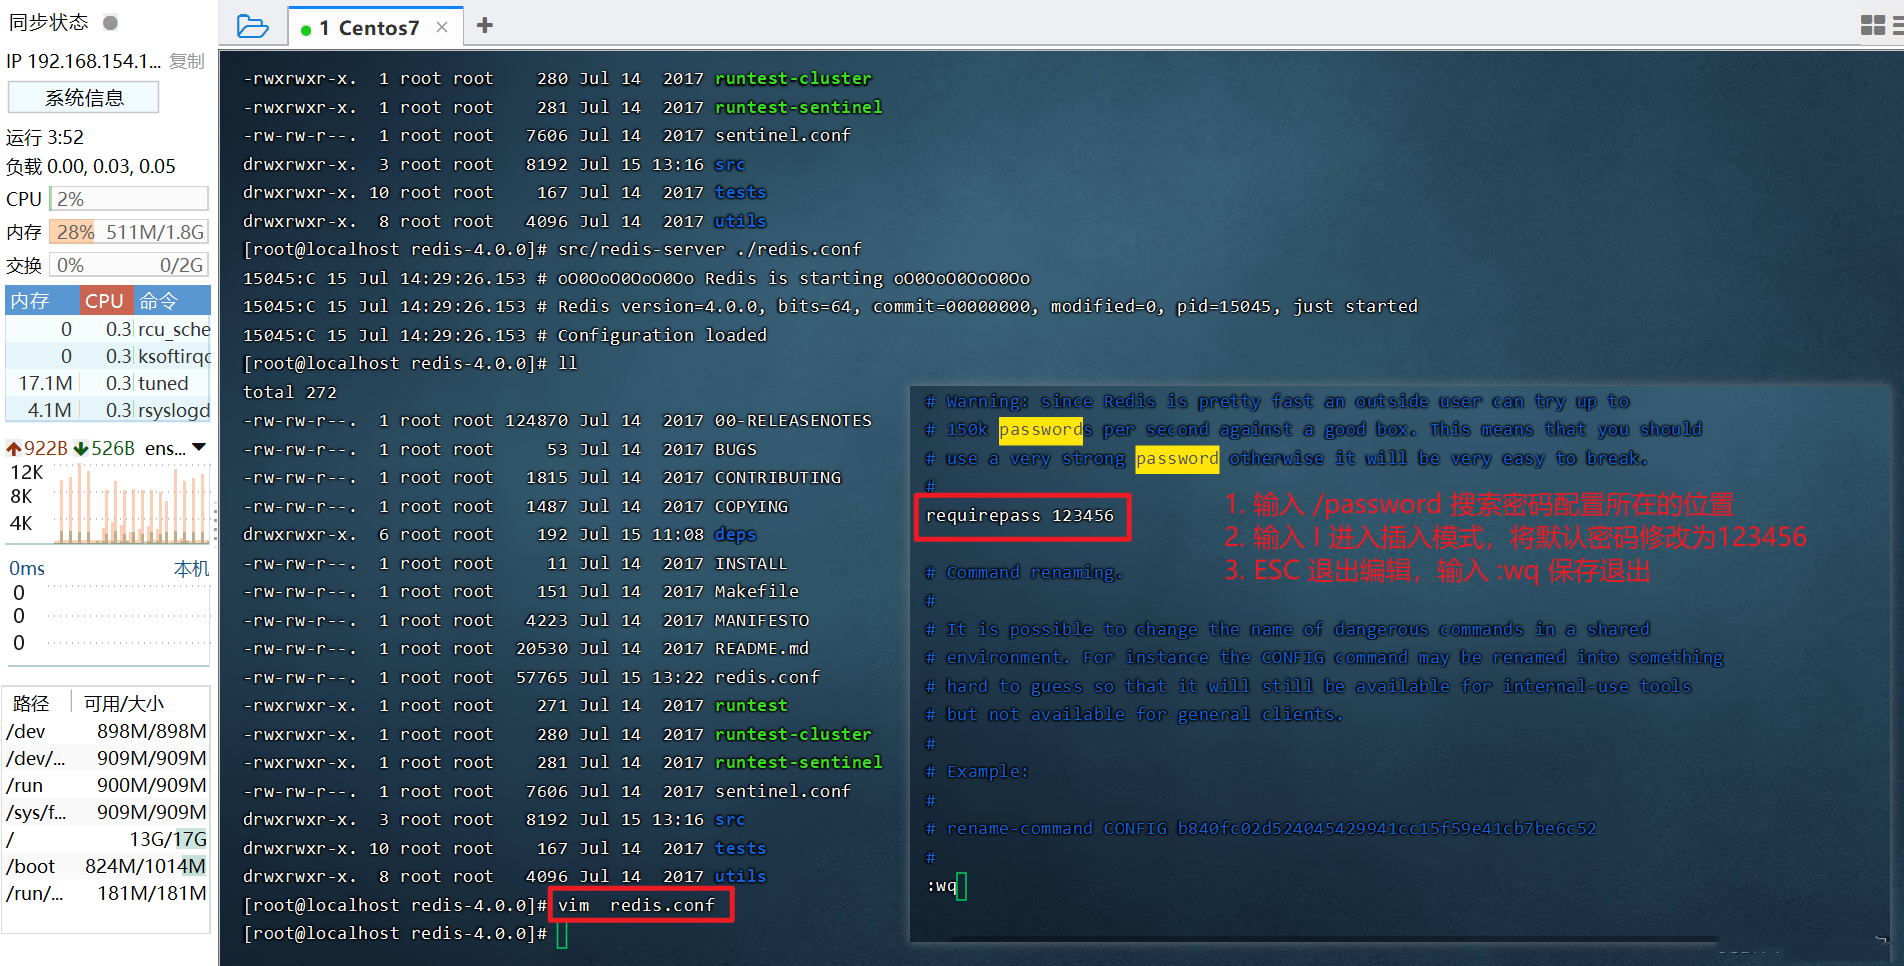 同步状态
IP 192.168.154.1... 复制
系统信息
运行 3:52
负载 0.00, 0.03, 0.05
CPU 2%
内存 28% 511M/1.8G
交换 0% 0/2G
内存 CPU 命令
0 0.3 rcu_sche
0 0.3 ksoftirqc
17.1M 0.3 tuned
4.1M 0.3 rsyslogd
922B 526B ens...
12K
8K
4K
0ms 本机
0
0
0
路径 可用/大小
/dev 898M/898M
/dev/... 909M/909M
/run 900M/909M
/sys/f... 909M/909M
/ 13G/17G
/boot 824M/1014M
/run/... 181M/181M
1 Centos7 × +
-rwxrwxr-x.  1 root root    280 Jul 14  2017 runtest-cluster
-rwxrwxr-x.  1 root root    281 Jul 14  2017 runtest-sentinel
-rw-rw-r--.  1 root root   7606 Jul 14  2017 sentinel.conf
drwxrwxr-x.  3 root root   8192 Jul 15 13:16 src
drwxrwxr-x. 10 root root    167 Jul 14  2017 tests
drwxrwxr-x.  8 root root   4096 Jul 14  2017 utils
[root@localhost redis-4.0.0]# src/redis-server ./redis.conf
15045:C 15 Jul 14:29:26.153 # oO0OoO0OoO0Oo Redis is starting oO0OoO0OoO0Oo
15045:C 15 Jul 14:29:26.153 # Redis version=4.0.0, bits=64, commit=00000000, modified=0, pid=15045, just started
15045:C 15 Jul 14:29:26.153 # Configuration loaded
[root@localhost redis-4.0.0]# ll
total 272
-rw-rw-r--.  1 root root 124870 Jul 14  2017 00-RELEASENOTES
-rw-rw-r--.  1 root root     53 Jul 14  2017 BUGS
-rw-rw-r--.  1 root root   1815 Jul 14  2017 CONTRIBUTING
-rw-rw-r--.  1 root root   1487 Jul 14  2017 COPYING
drwxrwxr-x.  6 root root    192 Jul 15 11:08 deps
-rw-rw-r--.  1 root root     11 Jul 14  2017 INSTALL
-rw-rw-r--.  1 root root    151 Jul 14  2017 Makefile
-rw-rw-r--.  1 root root   4223 Jul 14  2017 MANIFESTO
-rw-rw-r--.  1 root root  20530 Jul 14  2017 README.md
-rw-rw-r--.  1 root root  57765 Jul 15 13:22 redis.conf
-rwxrwxr-x.  1 root root    271 Jul 14  2017 runtest
-rwxrwxr-x.  1 root root    280 Jul 14  2017 runtest-cluster
-rwxrwxr-x.  1 root root    281 Jul 14  2017 runtest-sentinel
-rw-rw-r--.  1 root root   7606 Jul 14  2017 sentinel.conf
drwxrwxr-x.  3 root root   8192 Jul 15 13:16 src
drwxrwxr-x. 10 root root    167 Jul 14  2017 tests
drwxrwxr-x.  8 root root   4096 Jul 14  2017 utils
[root@localhost redis-4.0.0]# vim  redis.conf
[root@localhost redis-4.0.0]#
# Warning: since Redis is pretty fast an outside user can try up to
# 150k passwords per second against a good box. This means that you should
# use a very strong password otherwise it will be very easy to break.
#
requirepass 123456
# Command renaming.
#
# It is possible to change the name of dangerous commands in a shared
# environment. For instance the CONFIG command may be renamed into something
# hard to guess so that it will still be available for internal-use tools
# but not available for general clients.
#
# Example:
#
# rename-command CONFIG b840fc02d524045429941cc15f59e41cb7be6c52
#
:wq
1. 输入 /password 搜索密码配置所在的位置
2. 输入 I 进入插入模式，将默认密码修改为123456
3. ESC 退出编辑，输入 :wq 保存退出